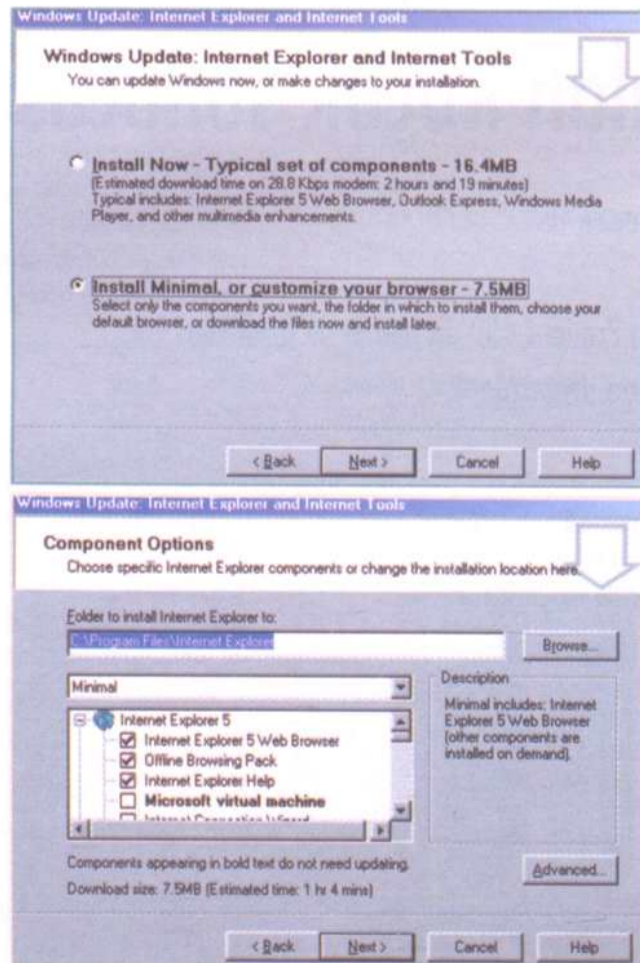 Windows Update: Internet Explorer and Internet Tools
Windows Update: Internet Explorer and Internet Tools
You can update Windows now, or make changes to your installation.
Install Now - Typical set of components - 16.4MB
(Estimated download time on 28.8 Kbps modem: 2 hours and 19 minutes)
Typical includes: Internet Explorer 5 Web Browser, Outlook Express, Windows Media
Player, and other multimedia enhancements.
Install Minimal, or customize your browser - 7.5MB
Select only the components you want, the folder in which to install them, choose your
default browser, or download the files now and install later.
< Back Next > Cancel Help
Windows Update: Internet Explorer and Internet Tools
Component Options
Choose specific Internet Explorer components or change the installation location here.
Folder to install Internet Explorer to:
C:\Program Files\Internet Explorer
Browse...
Minimal
Internet Explorer 5
Internet Explorer 5 Web Browser
Offline Browsing Pack
Internet Explorer Help
Microsoft virtual machine
Internet Connection Wizard
Description
Minimal includes: Internet
Explorer 5 Web Browser
(other components are
installed on demand).
Components appearing in bold text do not need updating.
Download size: 7.5MB (Estimated time: 1 hr 4 mins)
Advanced...
< Back Next > Cancel Help